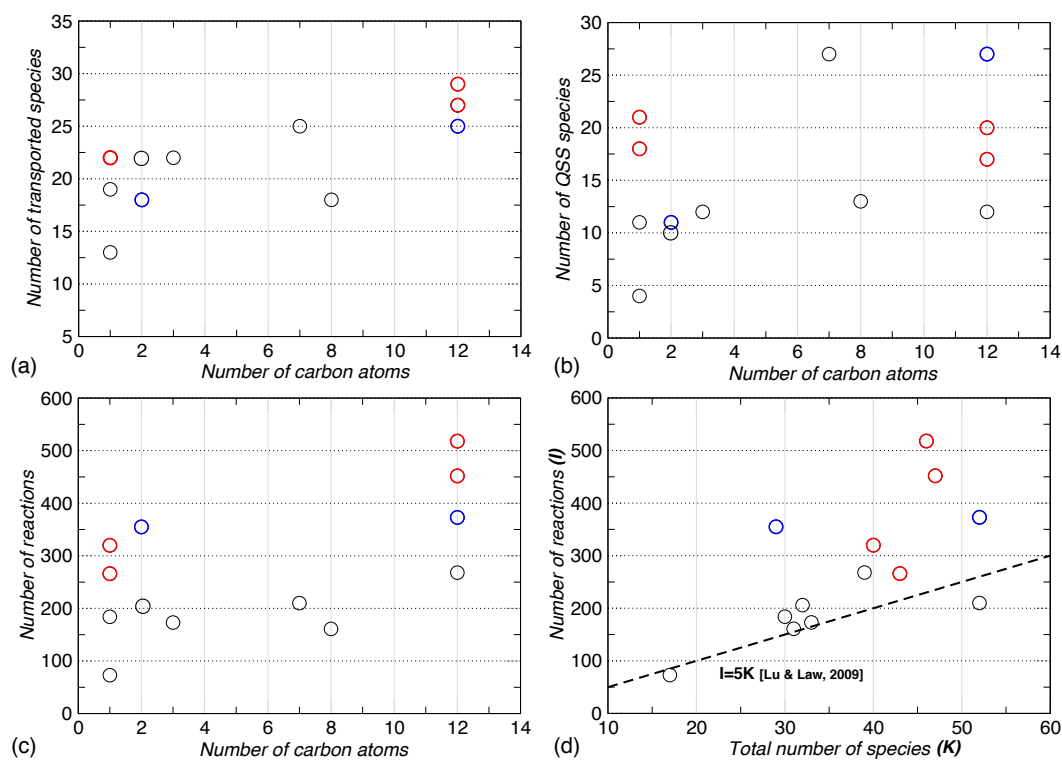 35
30
25
20
15
10
5
0 2 4 6 8 10 12 14
Number of transported species
Number of carbon atoms
(a)
30
25
20
15
10
5
0
0 2 4 6 8 10 12 14
Number of QSS species
Number of carbon atoms
(b)
600
500
400
300
200
100
0
0 2 4 6 8 10 12 14
Number of reactions
Number of carbon atoms
(c)
600
500
400
300
200
100
0
10 20 30 40 50 60
Number of reactions (I)
I=5K [Lu & Law, 2009]
Total number of species (K)
(d)